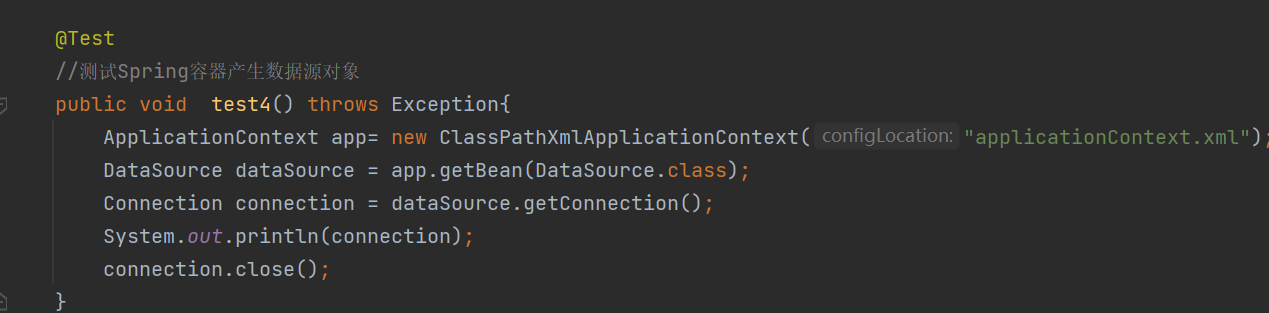 @Test
//测试Spring容器产生数据源对象
public void  test4() throws Exception{
ApplicationContext app= new ClassPathXmlApplicationContext( configLocation: "applicationContext.xml");
DataSource dataSource = app.getBean(DataSource.class);
Connection connection = dataSource.getConnection();
System.out.println(connection);
connection.close();
}